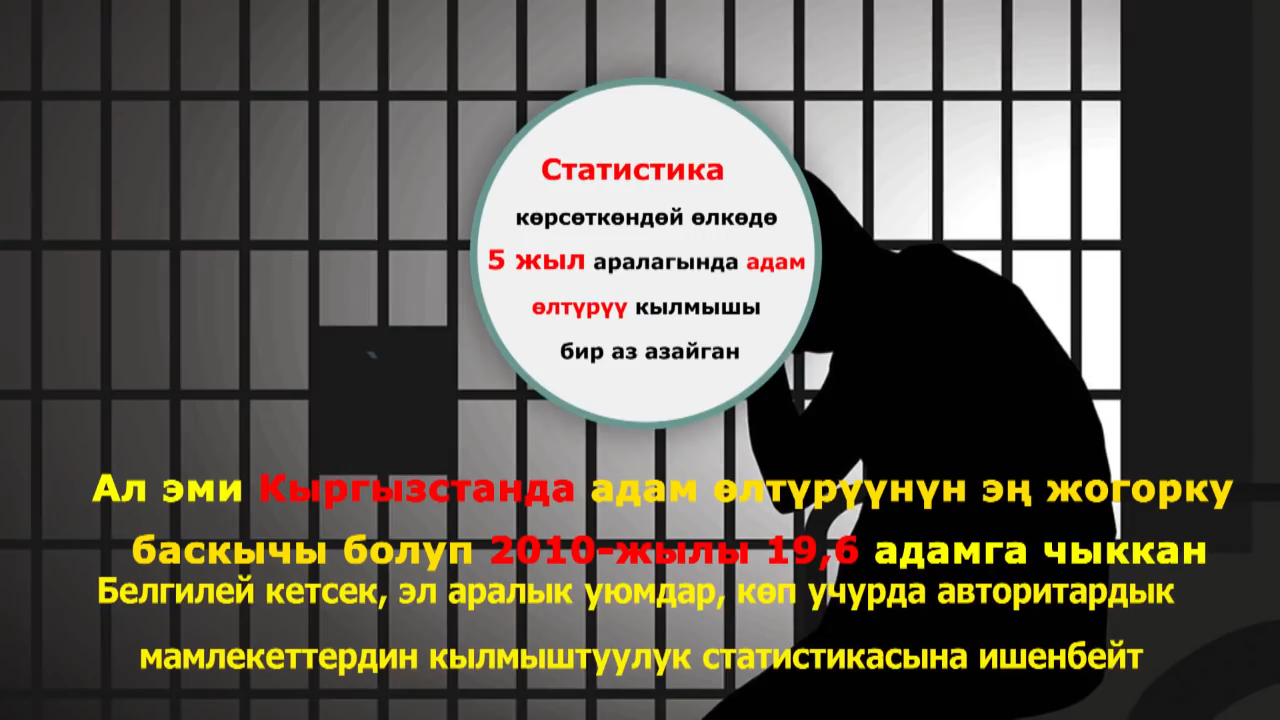 Статистика
көрсөткөндөй өлкөдө
5 жыл аралагында адам
өлтүрүү кылмышы
бир аз азайган
Ал эми Кыргызстанда адам өлтүрүүнүн эң жогорку
баскычы болуп 2010-жылы 19,6 адамга чыккан
Белгилей кетсек, эл аралык уюмдар, көп учурда авторитардык
мамлекеттердин кылмыштуулук статистикасына ишенбейт